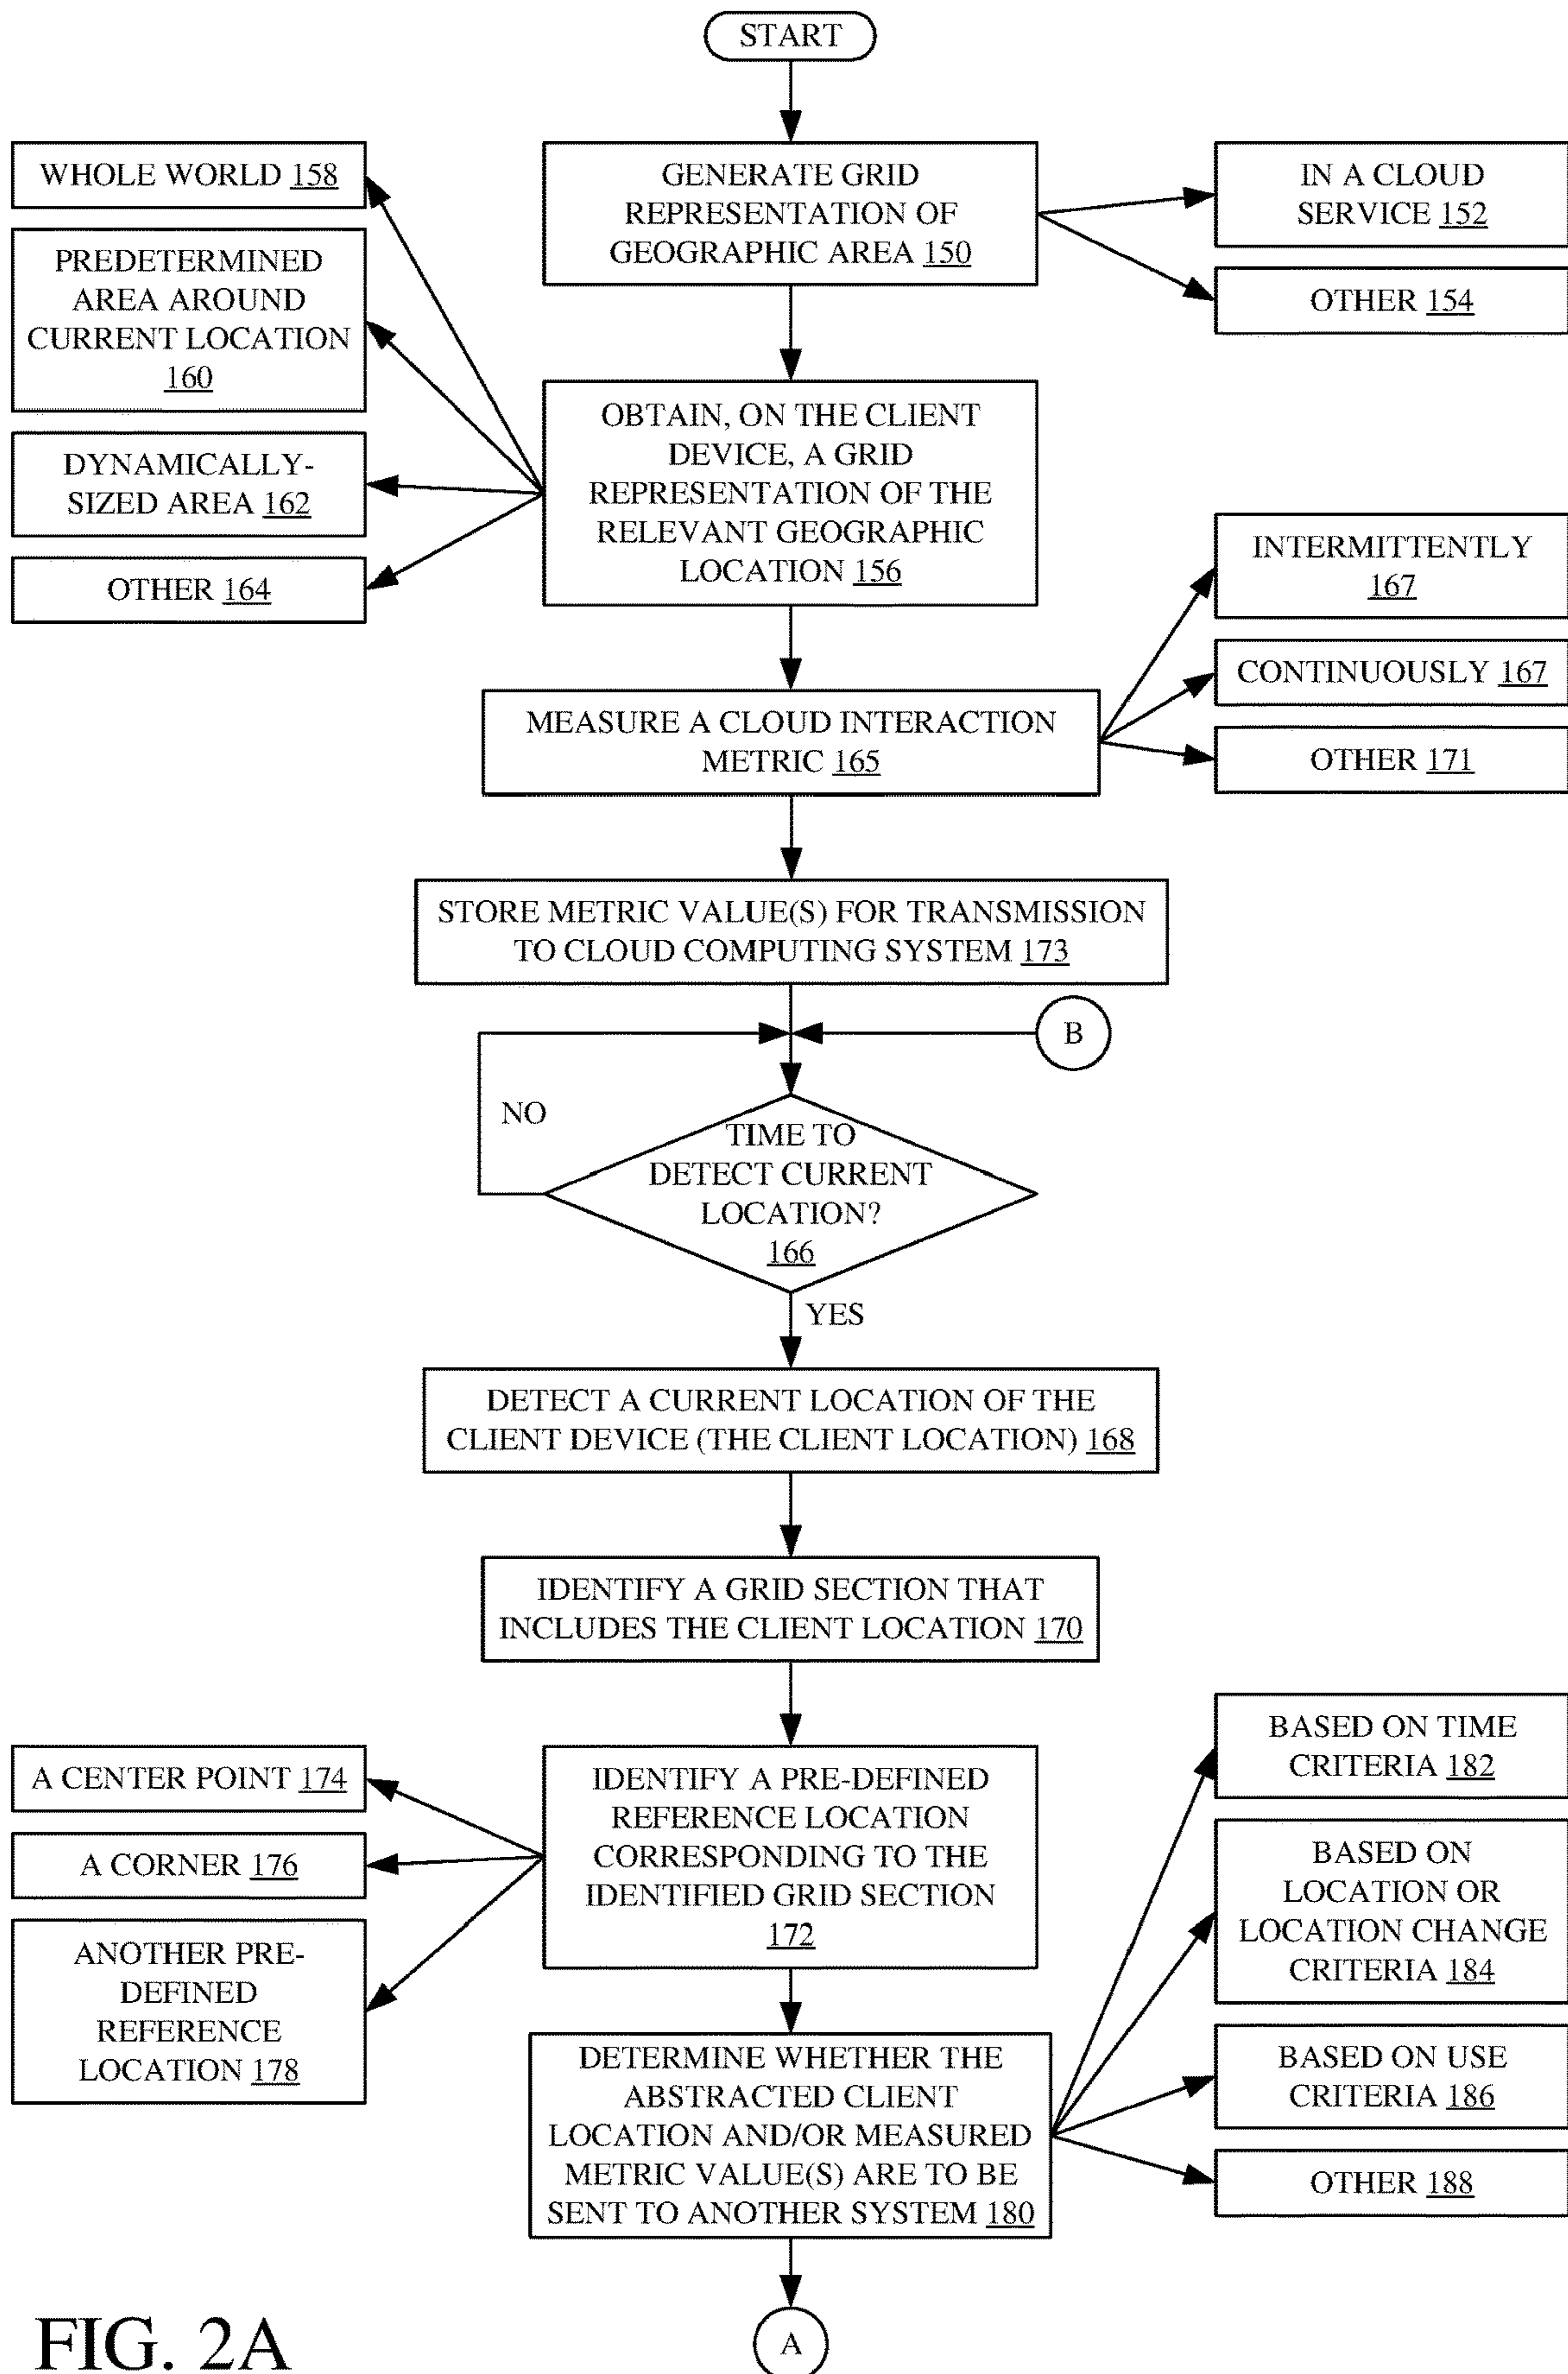 START
GENERATE GRID
REPRESENTATION OF
GEOGRAPHIC AREA 150
IN A CLOUD
SERVICE 152
OTHER 154
WHOLE WORLD 158
PREDETERMINED
AREA AROUND
CURRENT LOCATION
160
DYNAMICALLY-
SIZED AREA 162
OTHER 164
OBTAIN, ON THE CLIENT
DEVICE, A GRID
REPRESENTATION OF THE
RELEVANT GEOGRAPHIC
LOCATION 156
INTERMITTENTLY
167
CONTINUOUSLY 167
OTHER 171
MEASURE A CLOUD INTERACTION
METRIC 165
STORE METRIC VALUE(S) FOR TRANSMISSION
TO CLOUD COMPUTING SYSTEM 173
B
NO
TIME TO
DETECT CURRENT
LOCATION?
166
YES
DETECT A CURRENT LOCATION OF THE
CLIENT DEVICE (THE CLIENT LOCATION) 168
IDENTIFY A GRID SECTION THAT
INCLUDES THE CLIENT LOCATION 170
IDENTIFY A PRE-DEFINED
REFERENCE LOCATION
CORRESPONDING TO THE
IDENTIFIED GRID SECTION
172
A CENTER POINT 174
A CORNER 176
ANOTHER PRE-
DEFINED
REFERENCE
LOCATION 178
DETERMINE WHETHER THE
ABSTRACTED CLIENT
LOCATION AND/OR MEASURED
METRIC VALUE(S) ARE TO BE
SENT TO ANOTHER SYSTEM 180
BASED ON TIME
CRITERIA 182
BASED ON
LOCATION OR
LOCATION CHANGE
CRITERIA 184
BASED ON USE
CRITERIA 186
OTHER 188
A
FIG. 2A